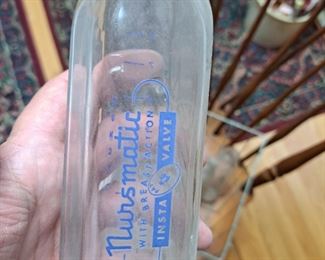 Nursmatic
WITH BREAST ACTION
INSTA VALVE